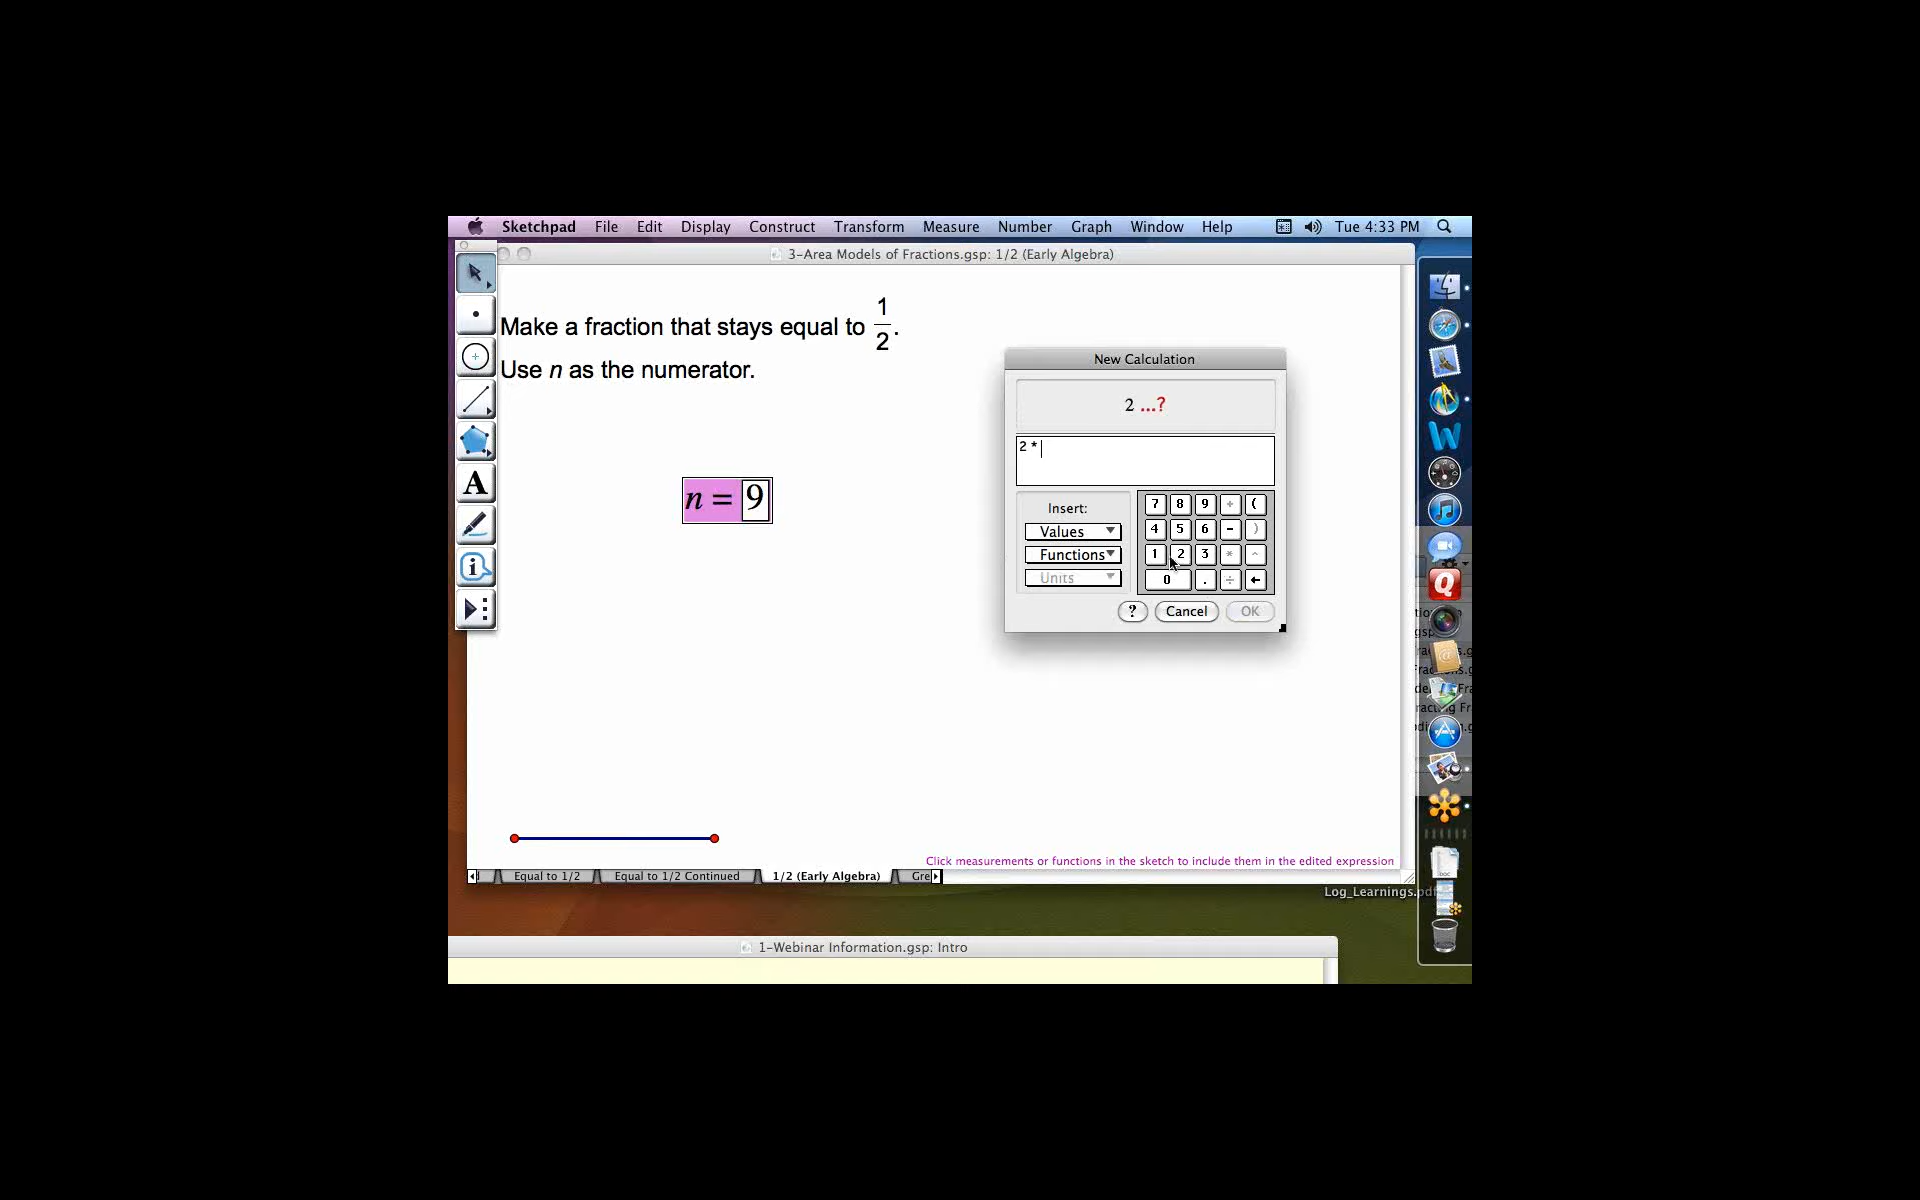 Sketchpad File Edit Display Construct Transform Measure Number Graph Window Help Tue 4:33 PM
3-Area Models of Fractions.gsp: 1/2 (Early Algebra)
Make a fraction that stays equal to 1/2.
Use n as the numerator.
n = 9
New Calculation
2 ...?
2 *
Insert:
Values
Functions
Units
7 8 9 + (
4 5 6 - )
1 2 3 * ^
0 . ÷ ←
? Cancel OK
A
Click measurements or functions in the sketch to include them in the edited expression
Equal to 1/2 Equal to 1/2 Continued 1/2 (Early Algebra) Gre
Log_Learnings.pdf
1-Webinar Information.gsp: Intro